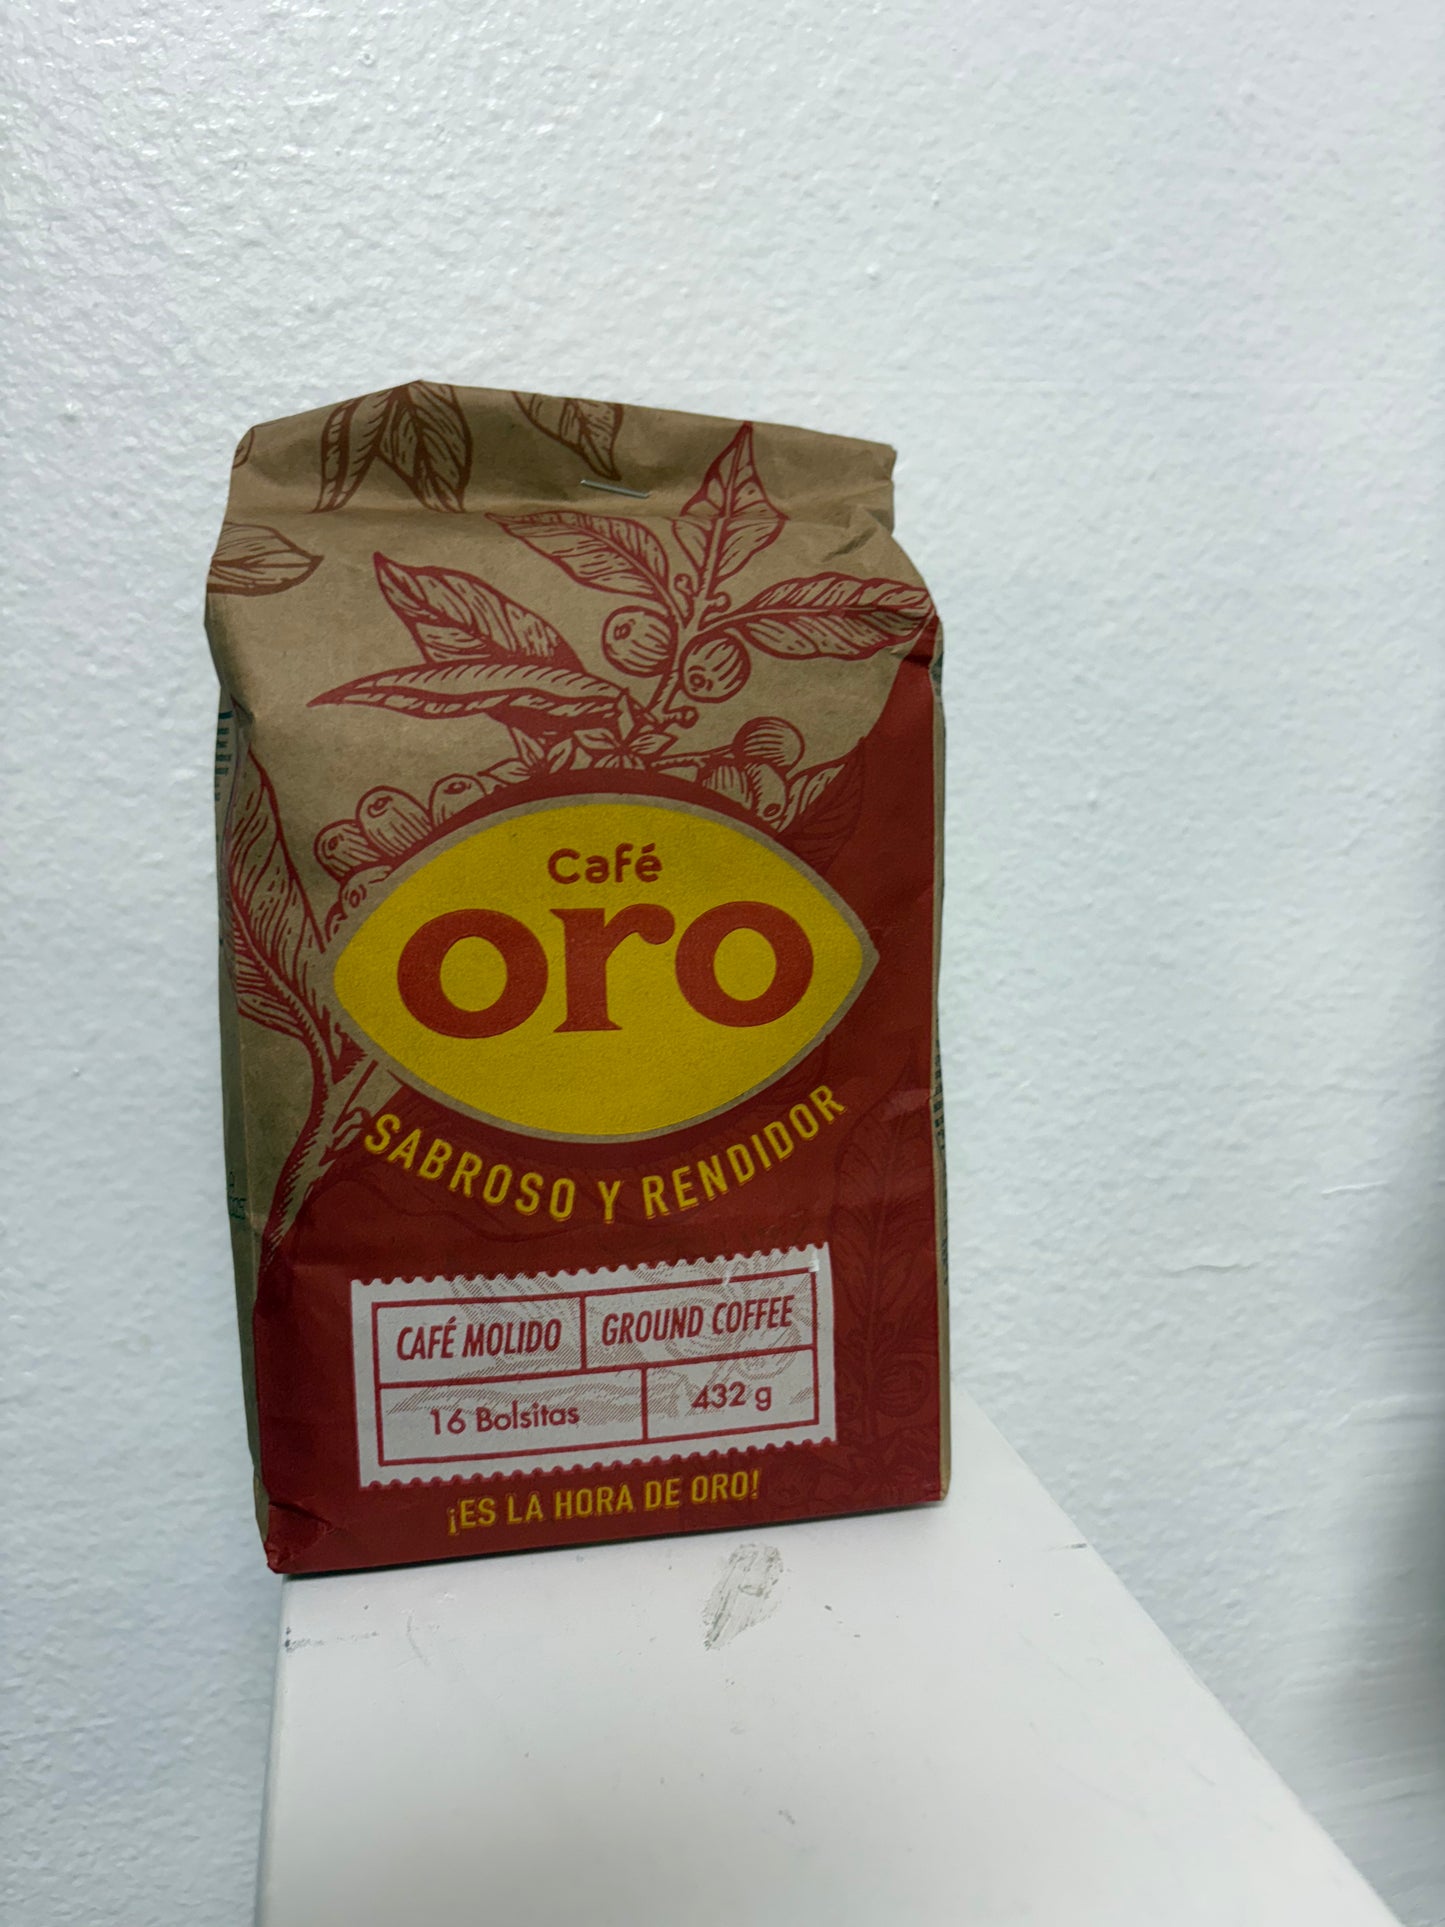 Café
oro
SABROSO Y RENDIDOR
CAFÉ MOLIDO
GROUND COFFEE
16 Bolsitas
432 g
¡ES LA HORA DE ORO!